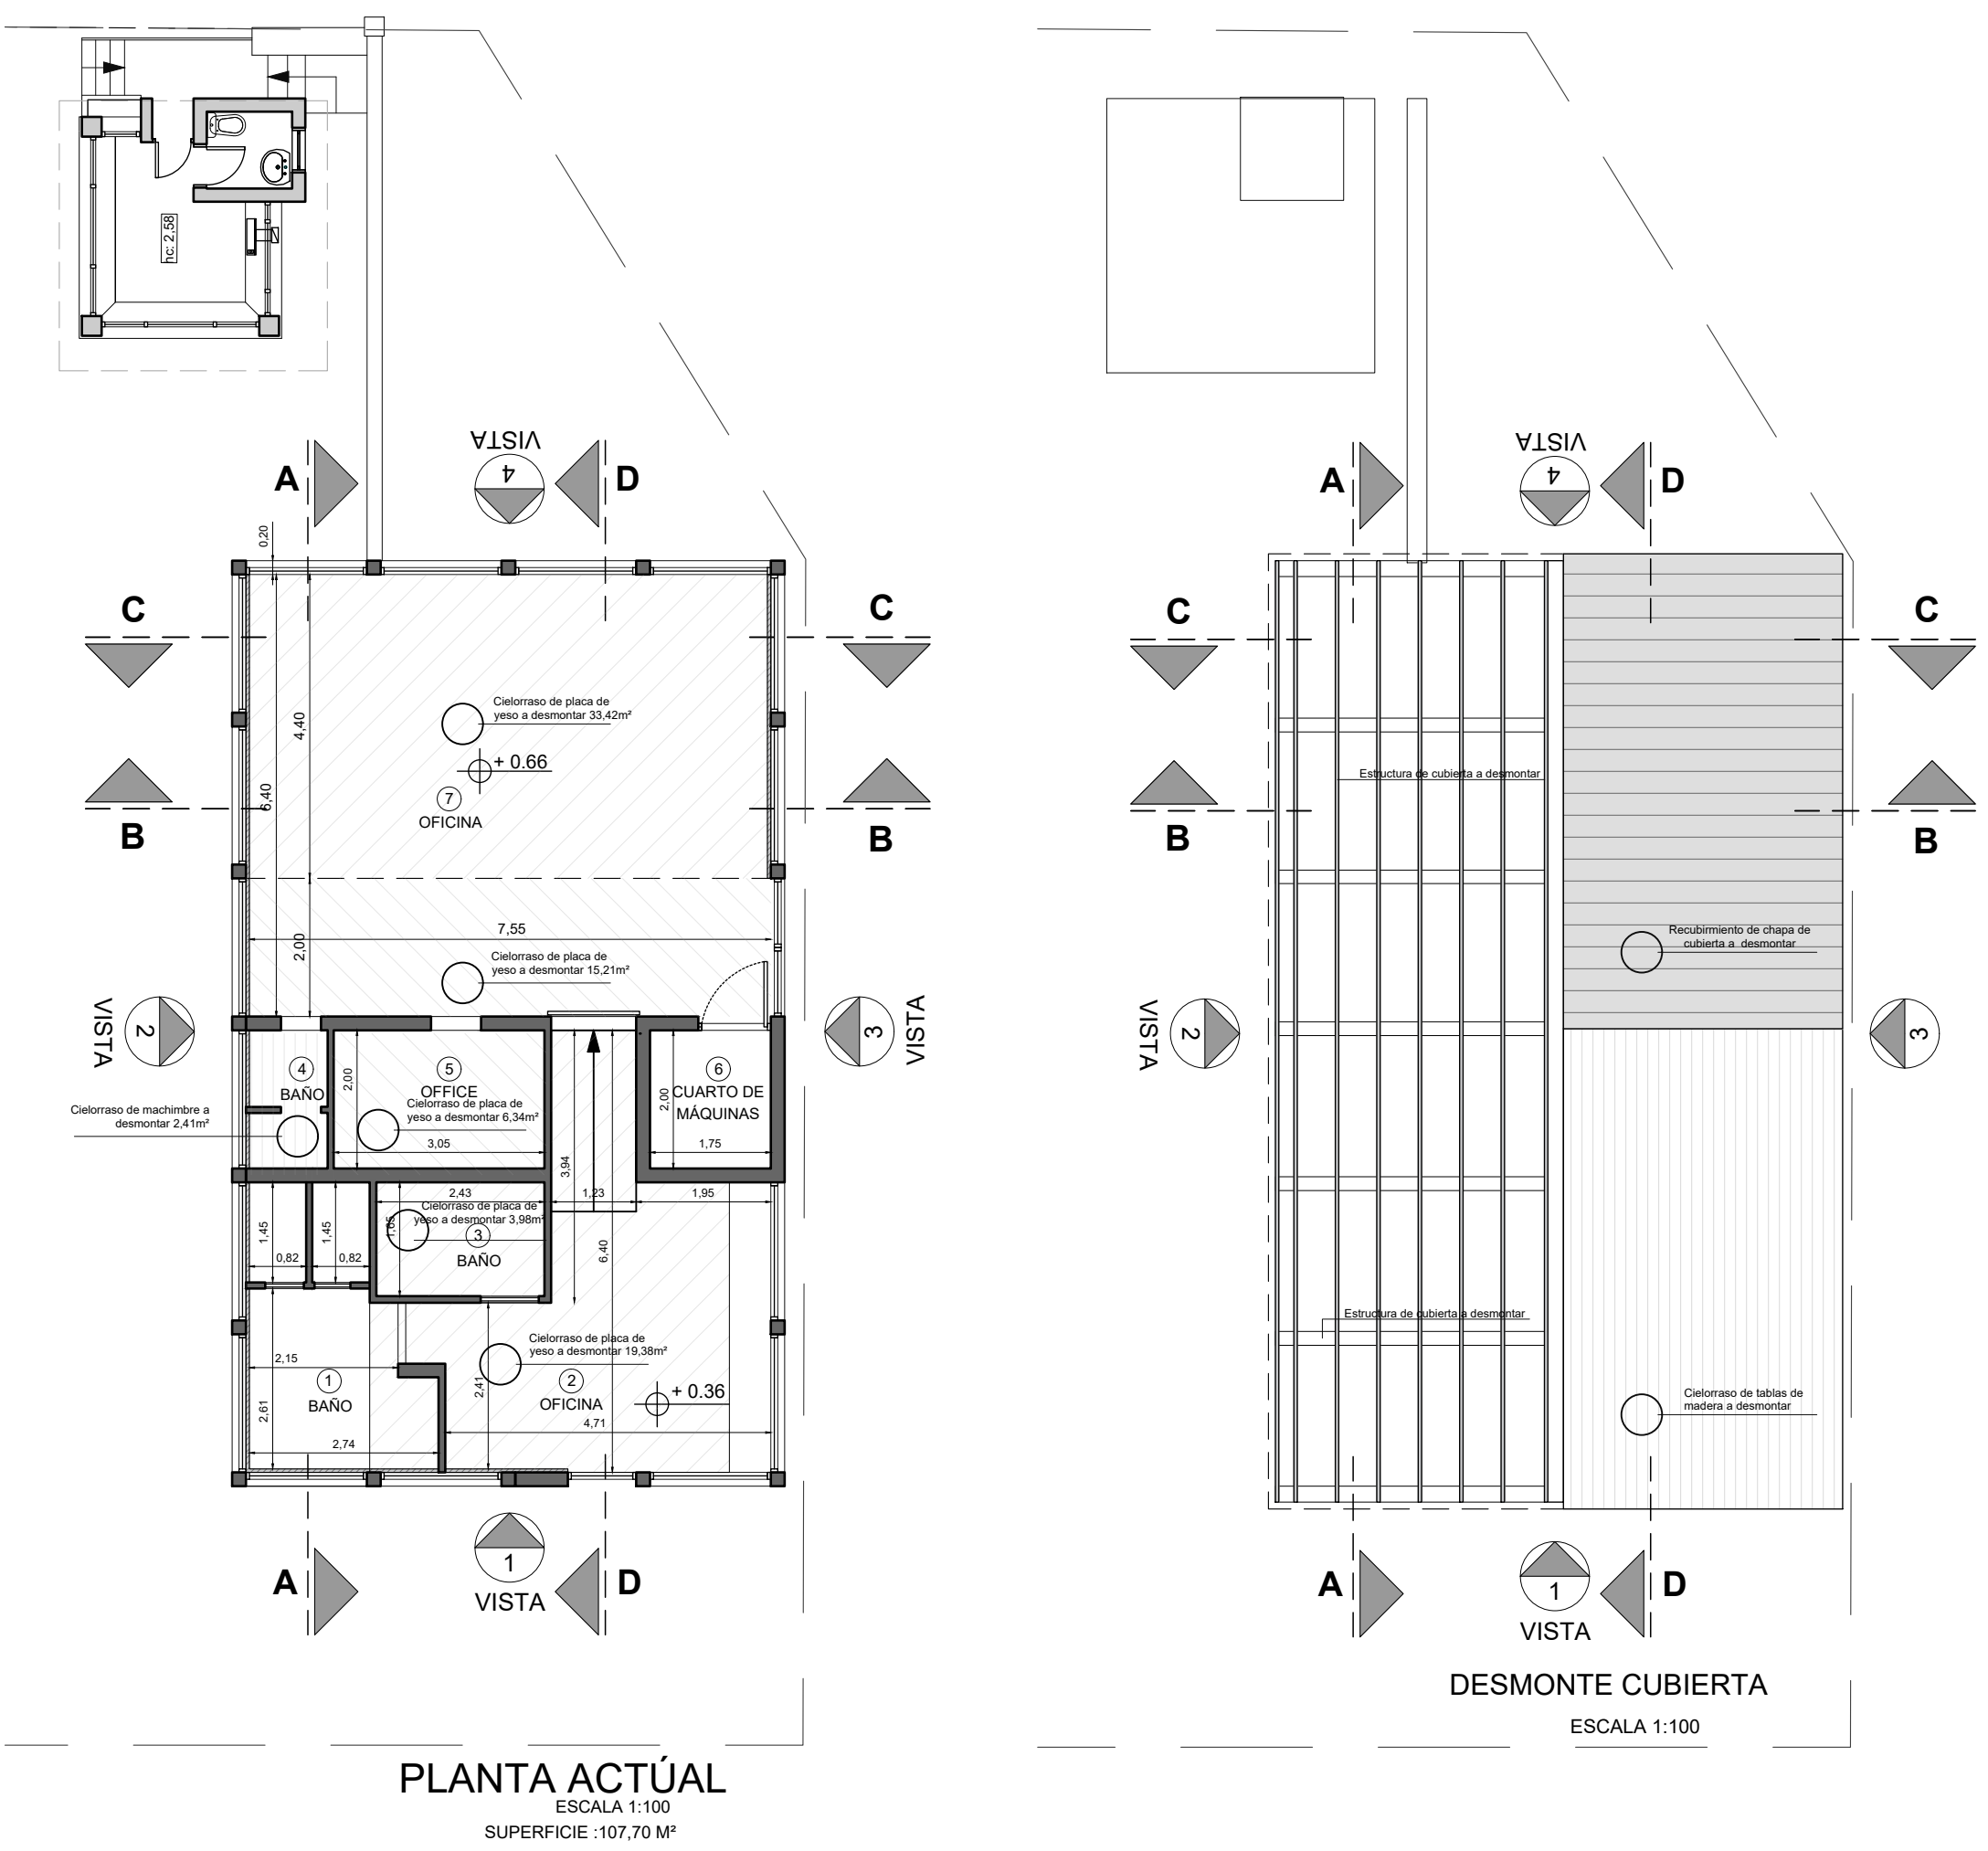 hc: 2,58
VISTA
4
A
D
0,20
C
C
Cielorraso de placa de
yeso a desmontar 33,42m²
4,40
+ 0.66
6,40
7
OFICINA
B
B
7,55
2,00
Cielorraso de placa de
yeso a desmontar 15,21m²
VISTA
2
3
VISTA
4
BAÑO
2,00
5
OFFICE
Cielorraso de placa de
yeso a desmontar 6,34m²
3,05
6
CUARTO DE
MÁQUINAS
2,00
1,75
Cielorraso de machimbre a
desmontar 2,41m²
3,94
2,43
1,23
1,95
Cielorraso de placa de
yeso a desmontar 3,98m²
1,45
1,45
1,65
3
BAÑO
0,82
0,82
6,40
Cielorraso de placa de
yeso a desmontar 19,38m²
2,15
1
BAÑO
2,61
2,41
2
OFICINA
+ 0.36
4,71
2,74
A
D
1
VISTA
PLANTA ACTÚAL
ESCALA 1:100
SUPERFICIE :107,70 M²
VISTA
4
A
D
C
C
Estructura de cubierta a desmontar
B
B
Recubirmiento de chapa de
cubierta a desmontar
VISTA
2
3
Estructura de cubierta a desmontar
Cielorraso de tablas de
madera a desmontar
A
D
1
VISTA
DESMONTE CUBIERTA
ESCALA 1:100